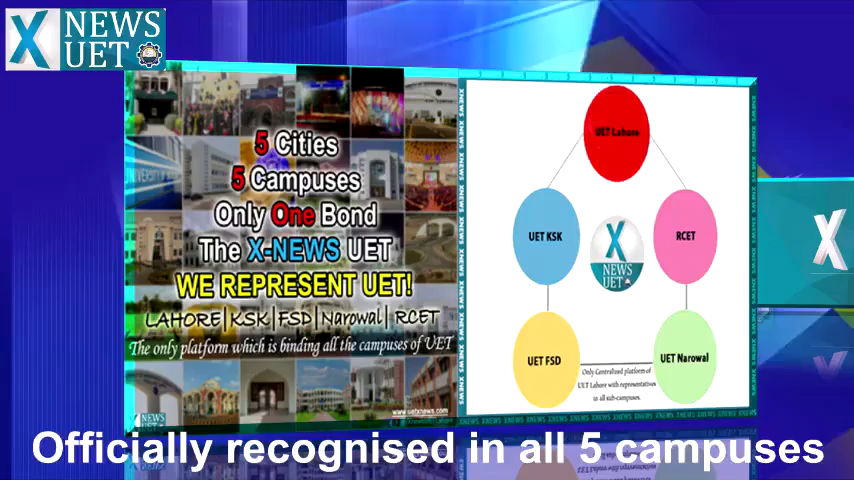 X NEWS
UET
5 Cities
5 Campuses
Only One Bond
The X-NEWS UET
WE REPRESENT UET!
LAHORE|KSK|FSD|Narowal|RCET
The only platform which is binding all the campuses of UET
www.uetxnews.com
X NEWS
UET
UET Lahore
UET KSK
RCET
X
NEWS
UET
UET FSD
UET Narowal
Only Centralized platform of
UET Lahore with representatives
in all sub-campuses.
X
Officially recognised in all 5 campuses